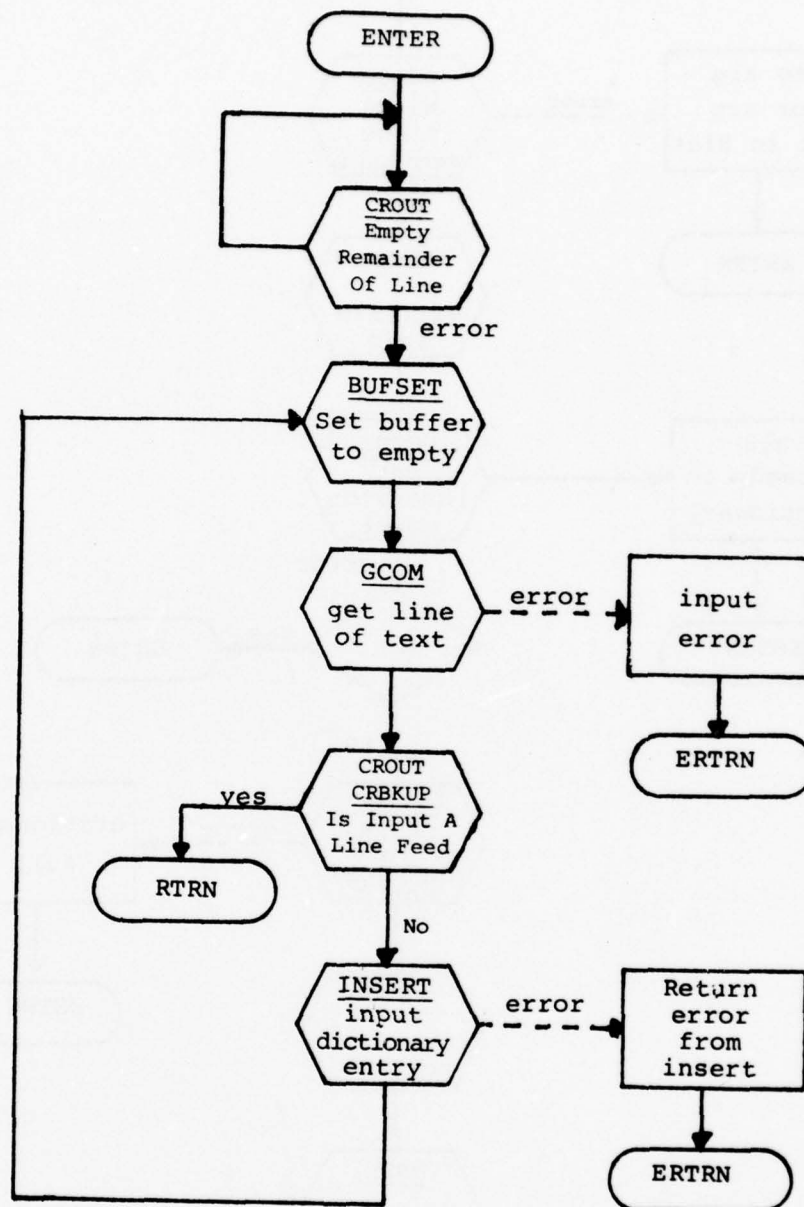 ENTER
CROUT
Empty
Remainder
Of Line
error
BUFSET
Set buffer
to empty
GCOM
get line
of text
error
input
error
ERTRN
CROUT
CRBKUP
Is Input A
Line Feed
yes
RTRN
No
INSERT
input
dictionary
entry
error
Return
error
from
insert
ERTRN